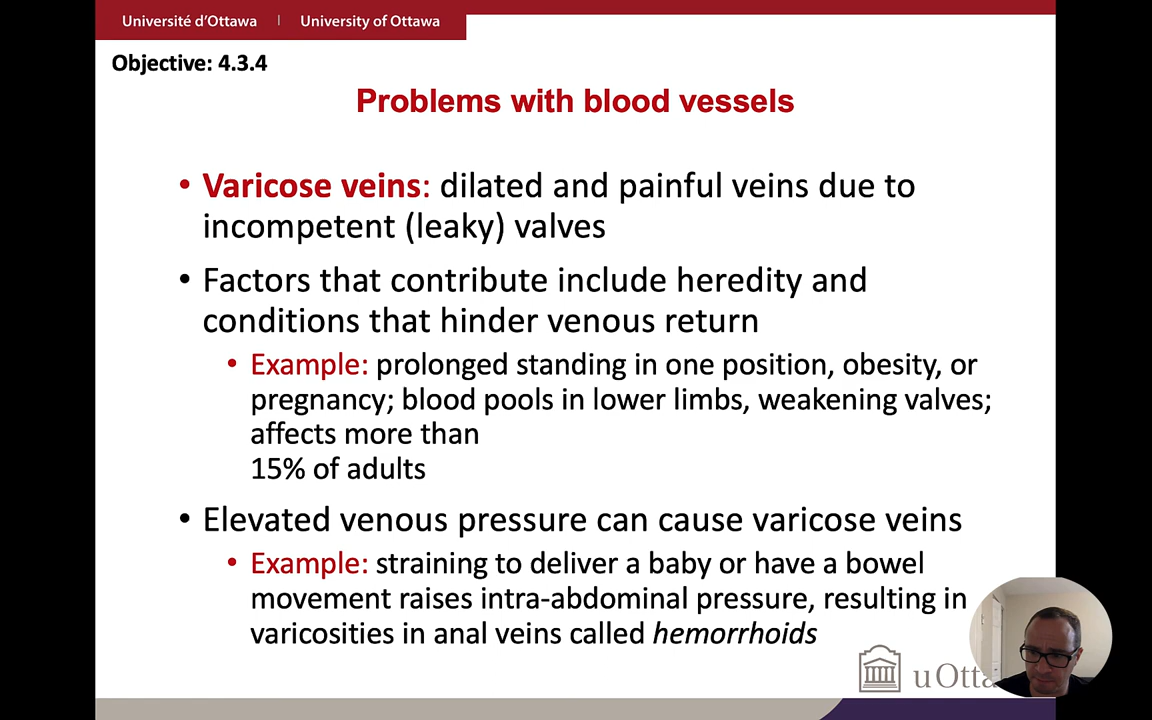 Université d'Ottawa | University of Ottawa
Objective: 4.3.4
Problems with blood vessels
• Varicose veins: dilated and painful veins due to
incompetent (leaky) valves
• Factors that contribute include heredity and
conditions that hinder venous return
• Example: prolonged standing in one position, obesity, or
pregnancy; blood pools in lower limbs, weakening valves;
affects more than
15% of adults
• Elevated venous pressure can cause varicose veins
• Example: straining to deliver a baby or have a bowel
movement raises intra-abdominal pressure, resulting in
varicosities in anal veins called hemorrhoids